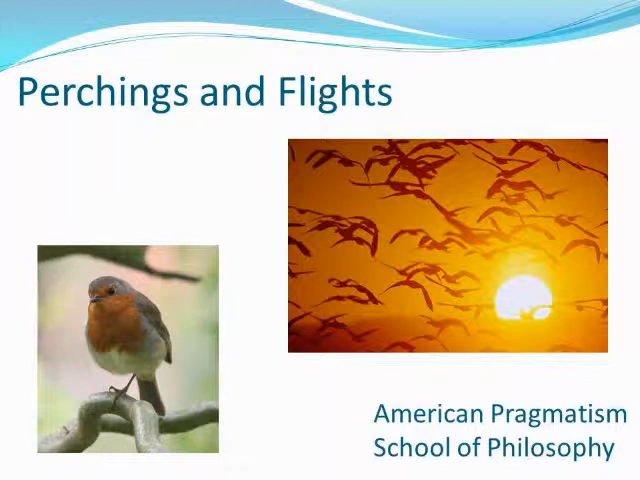 Perchings and Flights
American Pragmatism
School of Philosophy